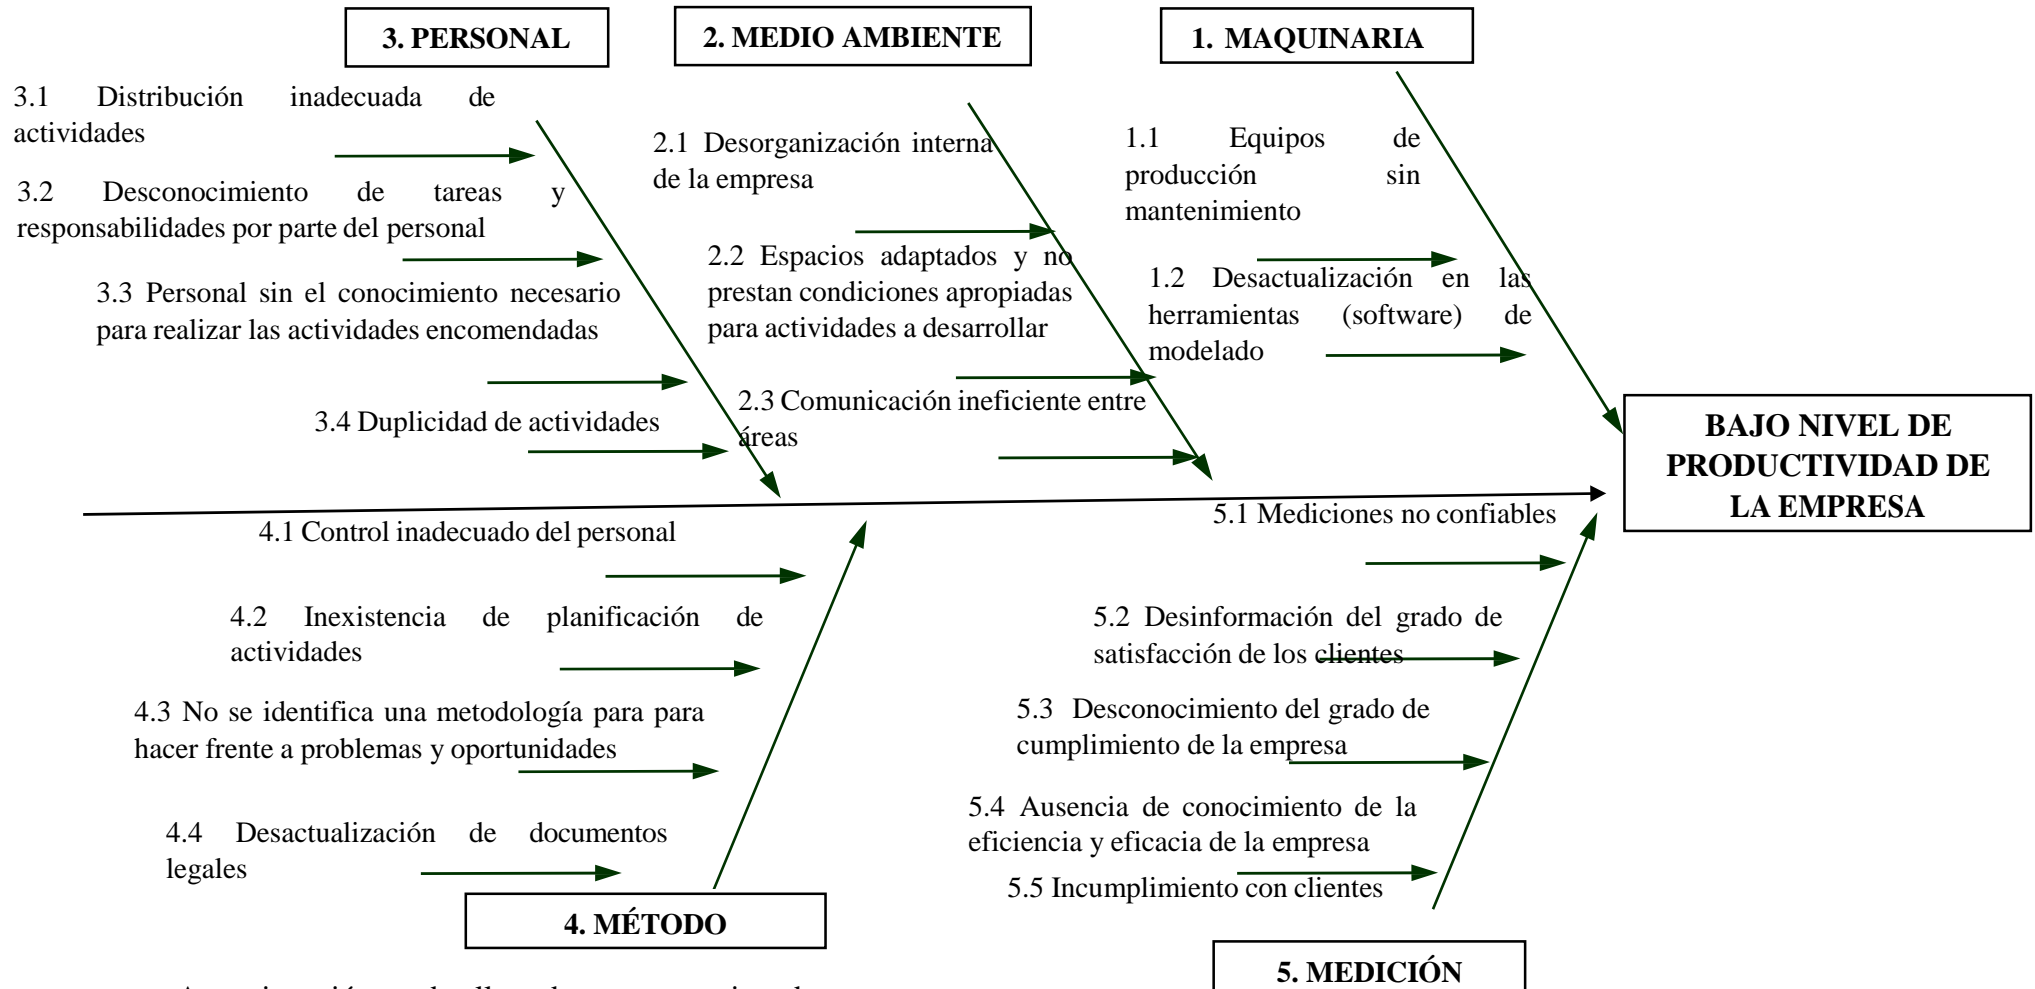 3. PERSONAL
2. MEDIO AMBIENTE
1. MAQUINARIA
3.1 Distribución inadecuada de
actividades
3.2 Desconocimiento de tareas y
responsabilidades por parte del personal
3.3 Personal sin el conocimiento necesario
para realizar las actividades encomendadas
3.4 Duplicidad de actividades
2.1 Desorganización interna
de la empresa
2.2 Espacios adaptados y no
prestan condiciones apropiadas
para actividades a desarrollar
2.3 Comunicación ineficiente entre
áreas
1.1 Equipos de
producción sin
mantenimiento
1.2 Desactualización en las
herramientas (software) de
modelado
BAJO NIVEL DE
PRODUCTIVIDAD DE
LA EMPRESA
4.1 Control inadecuado del personal
4.2 Inexistencia de planificación de
actividades
4.3 No se identifica una metodología para para
hacer frente a problemas y oportunidades
4.4 Desactualización de documentos
legales
4. MÉTODO
5.1 Mediciones no confiables
5.2 Desinformación del grado de
satisfacción de los clientes
5.3 Desconocimiento del grado de
cumplimiento de la empresa
5.4 Ausencia de conocimiento de la
eficiencia y eficacia de la empresa
5.5 Incumplimiento con clientes
5. MEDICIÓN